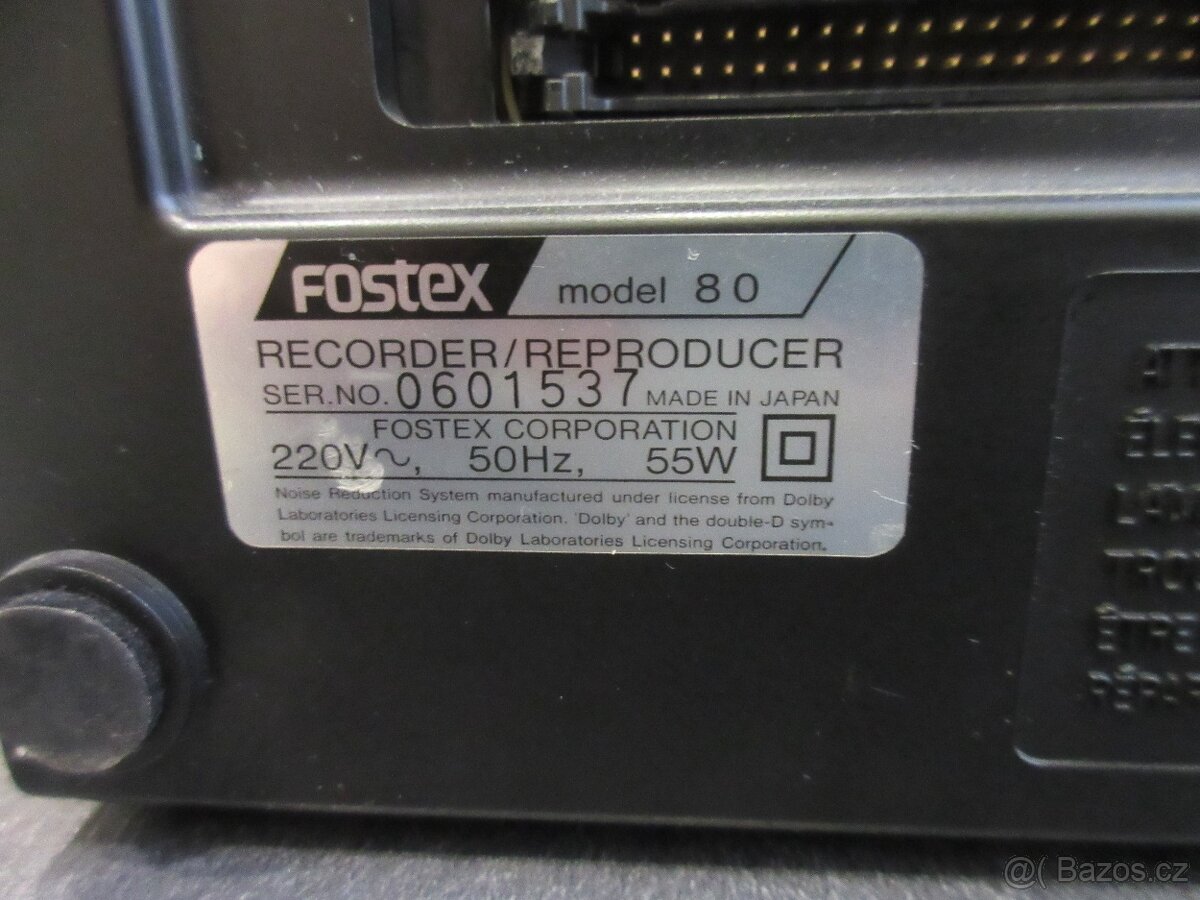 FOSTEX model 80
RECORDER/REPRODUCER
SER.NO. 0601537 MADE IN JAPAN
FOSTEX CORPORATION
220V~, 50Hz, 55W
Noise Reduction System manufactured under license from Dolby
Laboratories Licensing Corporation. 'Dolby' and the double-D sym-
bol are trademarks of Dolby Laboratories Licensing Corporation.
@( Bazos.cz